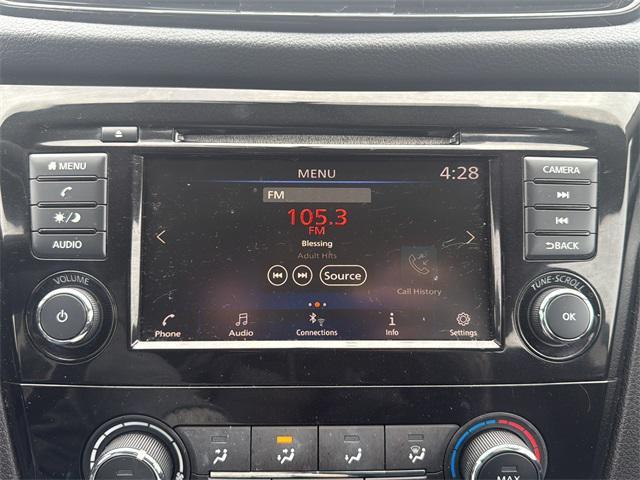 MENU
4:28
MENU
CAMERA
FM
105.3
FM
Blessing
Adult Hits
AUDIO
BACK
Source
Call History
VOLUME
TUNE-SCROLL
OK
Phone
Audio
Connections
Info
Settings
MAX